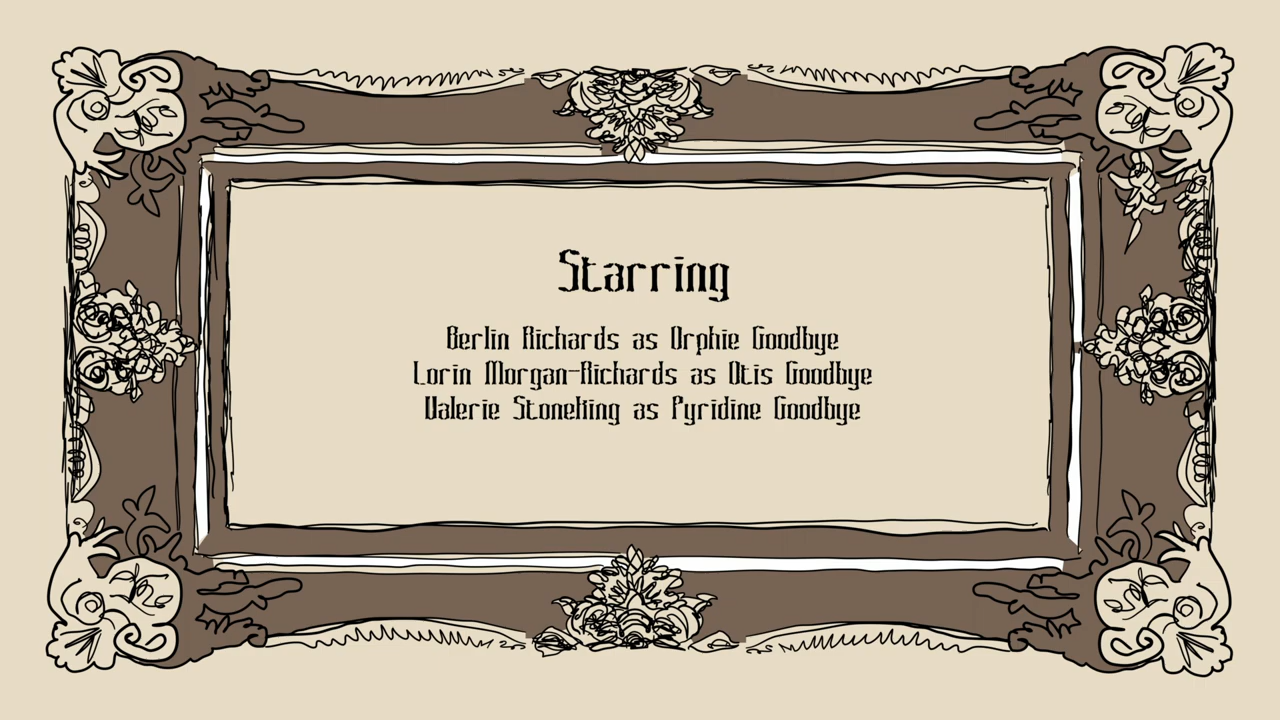 Starring
Berlin Richards as Orphie Goodbye
Lorin Morgan-Richards as Otis Goodbye
Valerie StoneKing as Pyridine Goodbye